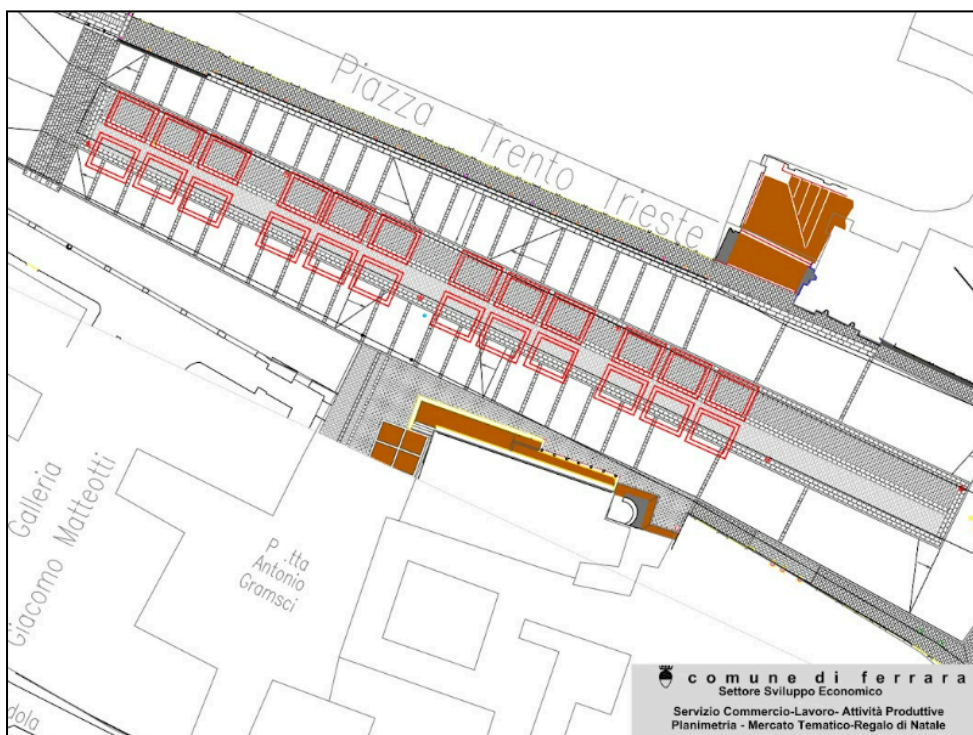 Piazza Trento Trieste
Galleria
Giacomo Matteotti
P .tta
Antonio
Gramsci
dola
comune di ferrara
Settore Sviluppo Economico
Servizio Commercio-Lavoro- Attività Produttive
Planimetria - Mercato Tematico-Regalo di Natale